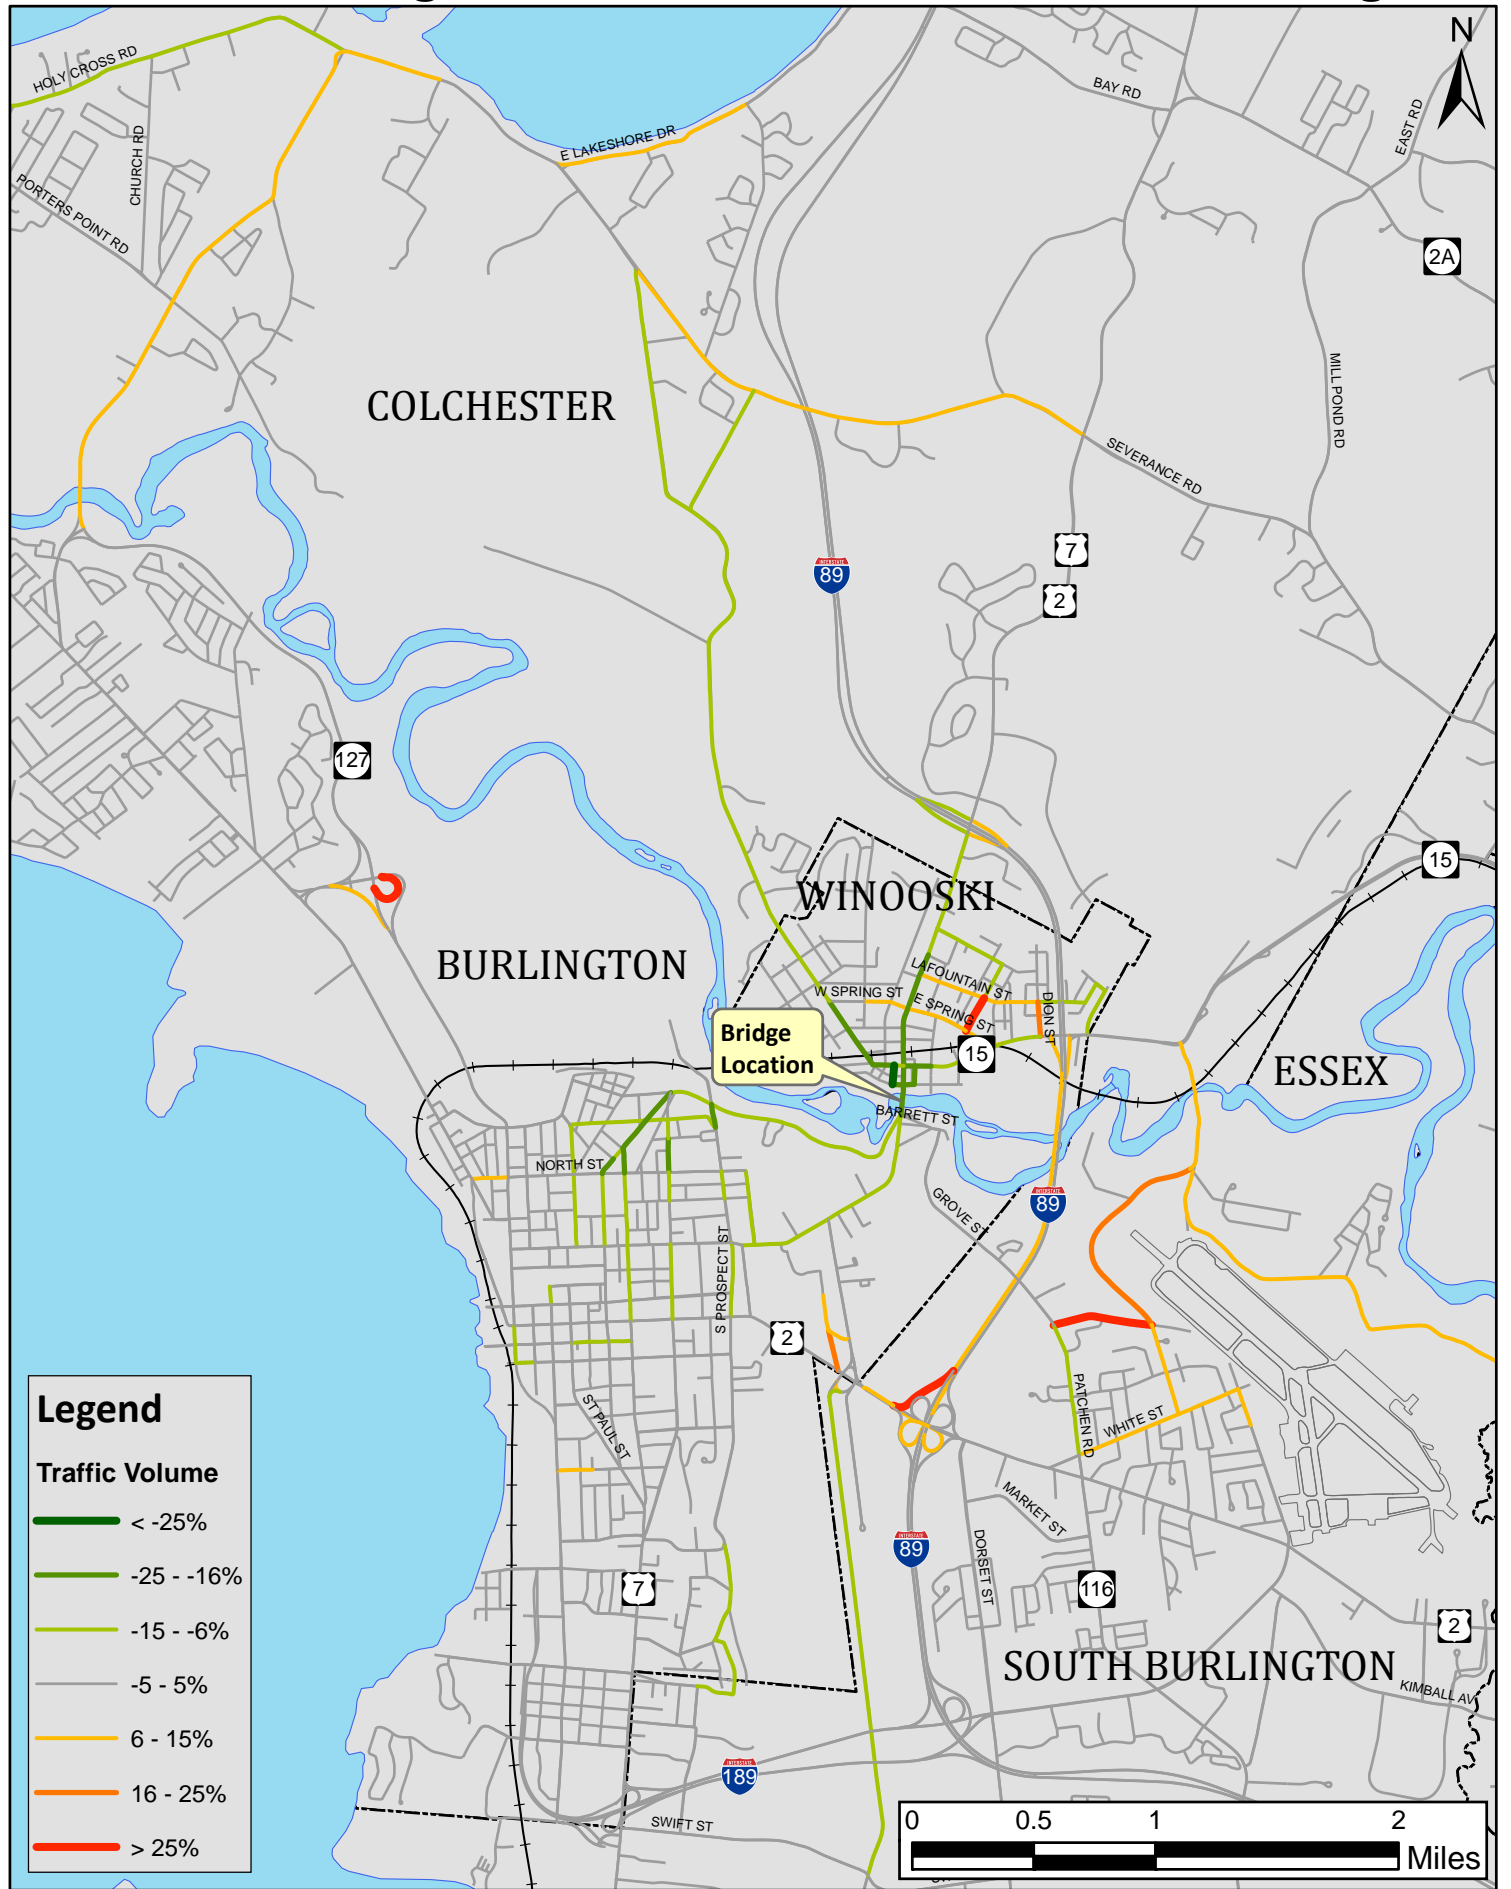 N
HOLY CROSS RD
CHURCH RD
PORTERS POINT RD
E LAKESHORE DR
BAY RD
EAST RD
2A
MILL POND RD
COLCHESTER
SEVERANCE RD
INTERSTATE
89
7
2
127
15
WINOOSKI
BURLINGTON
LAFOUNTAIN ST
W SPRING ST
E SPRING ST
DION ST
Bridge
Location
15
ESSEX
BARRETT ST
NORTH ST
GROVE ST
INTERSTATE
89
S PROSPECT ST
2
ST PAUL ST
PATCHEN RD
WHITE ST
MARKET ST
DORSET ST
INTERSTATE
89
7
116
2
SOUTH BURLINGTON
KIMBALL AV
INTERSTATE
189
SWIFT ST
Legend
Traffic Volume
< -25%
-25 - -16%
-15 - -6%
-5 - 5%
6 - 15%
16 - 25%
> 25%
0 0.5 1 2
Miles